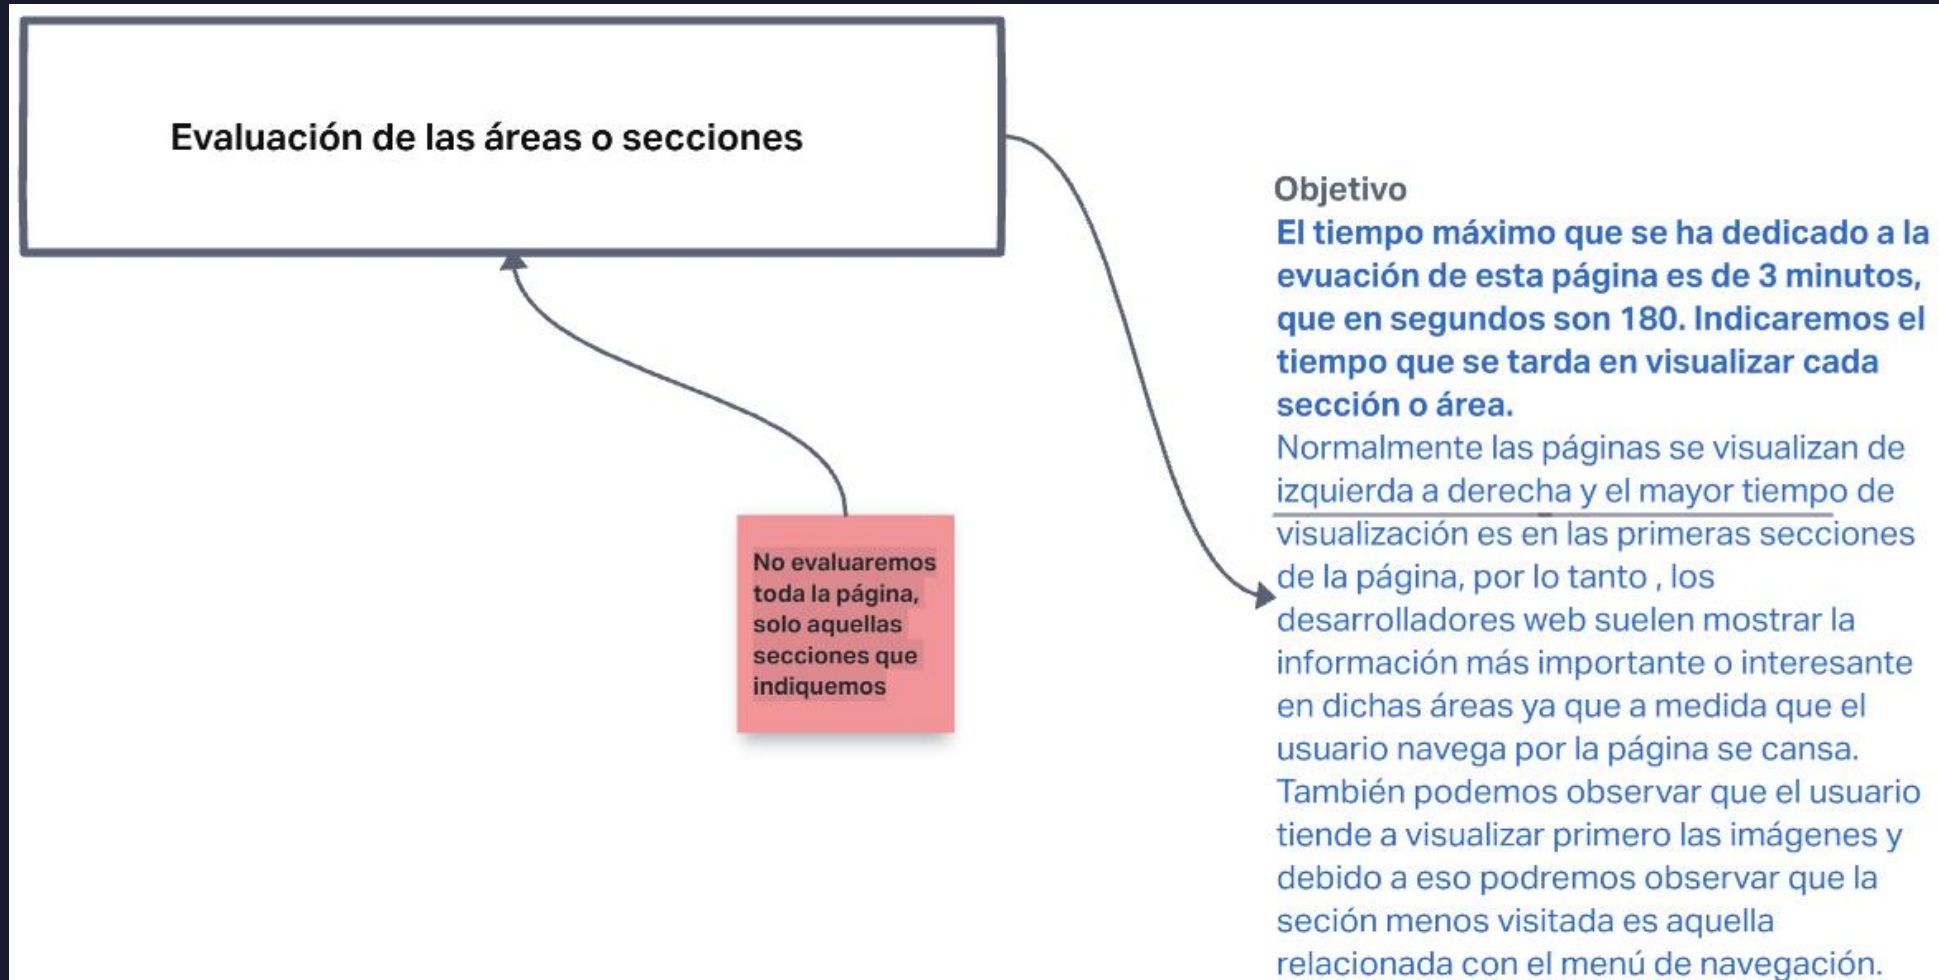 Evaluación de las áreas o secciones
No evaluaremos
toda la página,
solo aquellas
secciones que
indiquemos
Objetivo
El tiempo máximo que se ha dedicado a la
evuación de esta página es de 3 minutos,
que en segundos son 180. Indicaremos el
tiempo que se tarda en visualizar cada
sección o área.
Normalmente las páginas se visualizan de
izquierda a derecha y el mayor tiempo de
visualización es en las primeras secciones
de la página, por lo tanto , los
desarrolladores web suelen mostrar la
información más importante o interesante
en dichas áreas ya que a medida que el
usuario navega por la página se cansa.
También podemos observar que el usuario
tiende a visualizar primero las imágenes y
debido a eso podremos observar que la
seción menos visitada es aquella
relacionada con el menú de navegación.